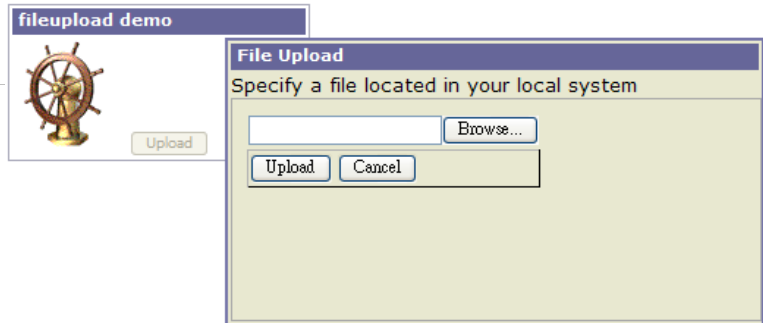 fileupload demo
Upload
File Upload
Specify a file located in your local system
Browse...
Upload Cancel